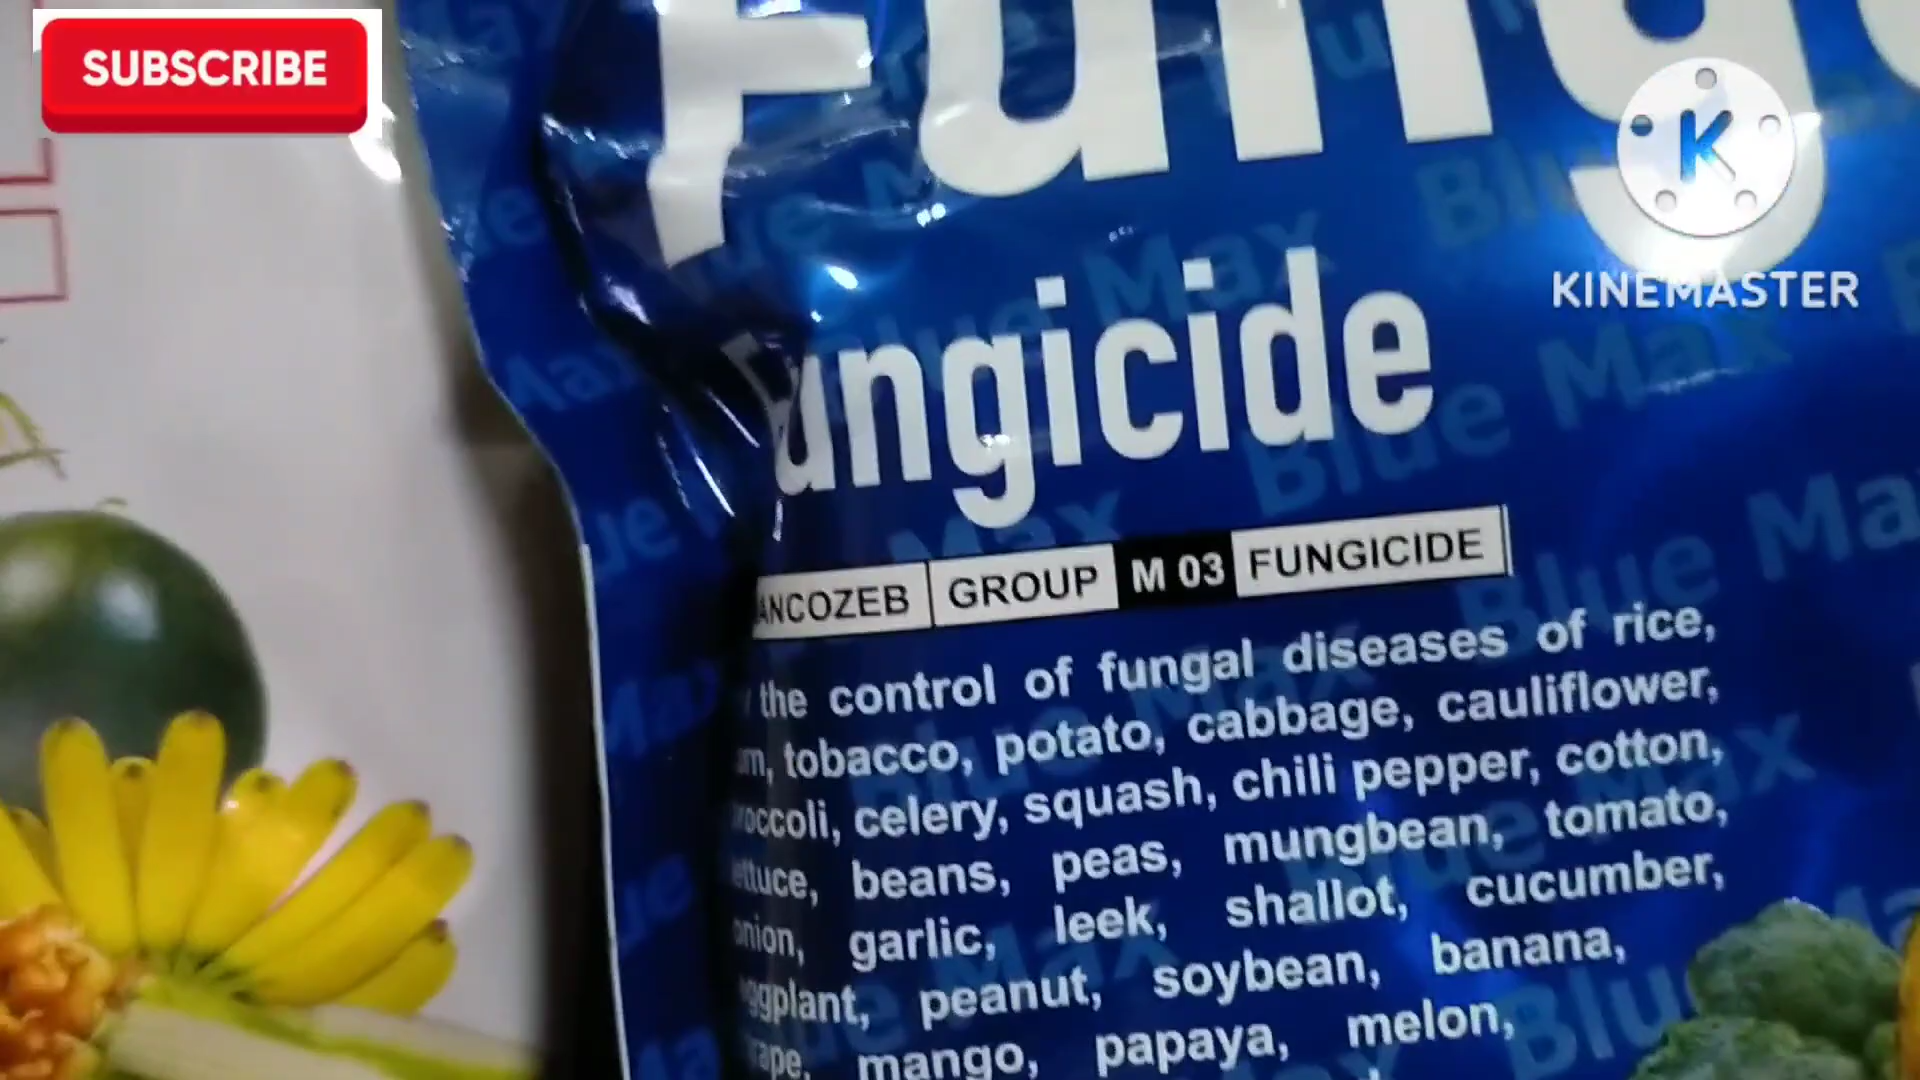 SUBSCRIBE
K
KINEMASTER
Fung
Fungicide
ANCOZEB GROUP M 03 FUNGICIDE
the control of fungal diseases of rice,
tobacco, potato, cabbage, cauliflower,
roccoli, celery, squash, chili pepper, cotton,
ettuce, beans, peas, mungbean, tomato,
onion, garlic, leek, shallot, cucumber,
ggplant, peanut, soybean, banana,
rape, mango, papaya, melon,
Blue Max